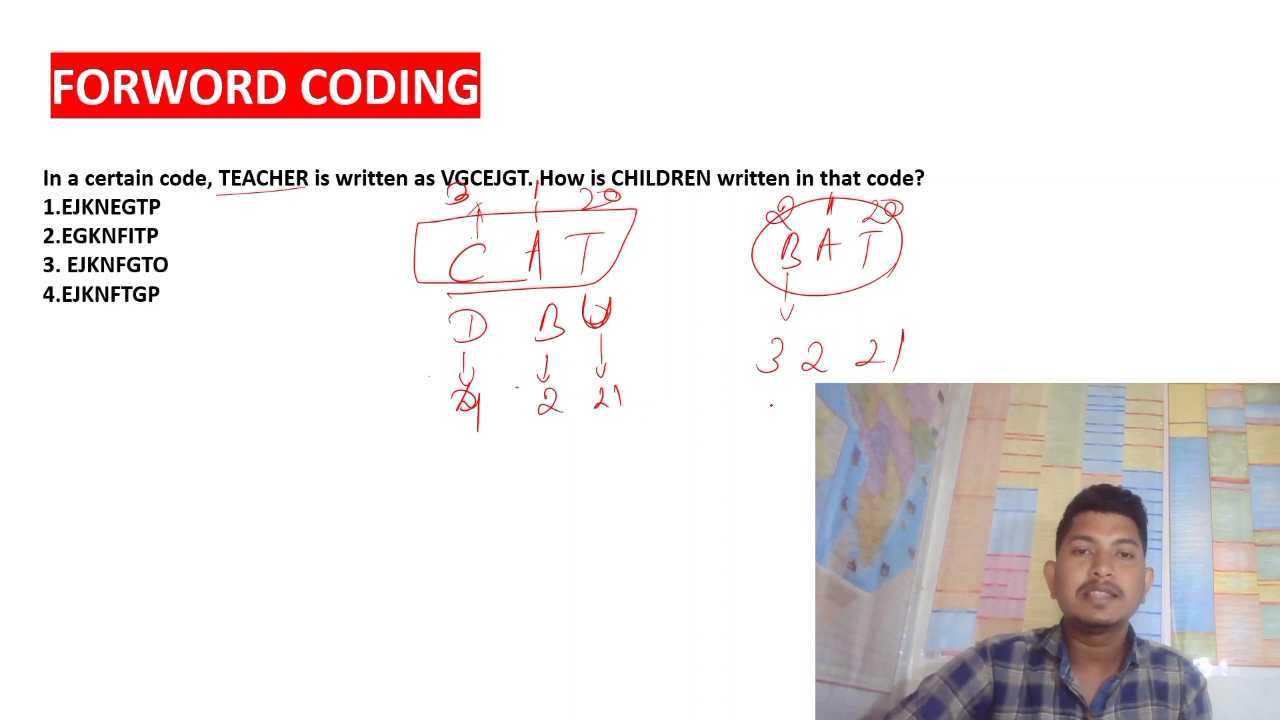 FORWORD CODING
In a certain code, TEACHER is written as VGCEJGT. How is CHILDREN written in that code?
1.EJKNEGTP
2.EGKNFITP
3. EJKNFGTO
4.EJKNFTGP
3 1 20
C A T
D B U
4 2 21
2 1 20
B A T
3 2 21